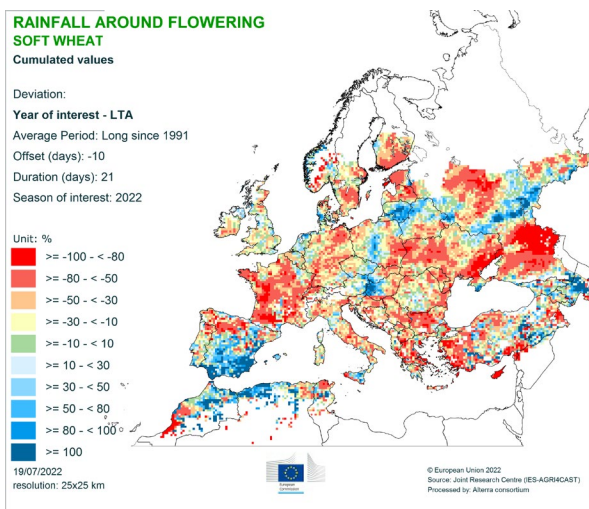 RAINFALL AROUND FLOWERING
SOFT WHEAT
Cumulated values
Deviation:
Year of interest - LTA
Average Period: Long since 1991
Offset (days): -10
Duration (days): 21
Season of interest: 2022
Unit: %
>= -100 - < -80
>= -80 - < -50
>= -50 - < -30
>= -30 - < -10
>= -10 - < 10
>= 10 - < 30
>= 30 - < 50
>= 50 - < 80
>= 80 - < 100
>= 100
19/07/2022
resolution: 25x25 km
European
Commission
© European Union 2022
Source: Joint Research Centre (IES-AGRI4CAST)
Processed by: Alterra consortium